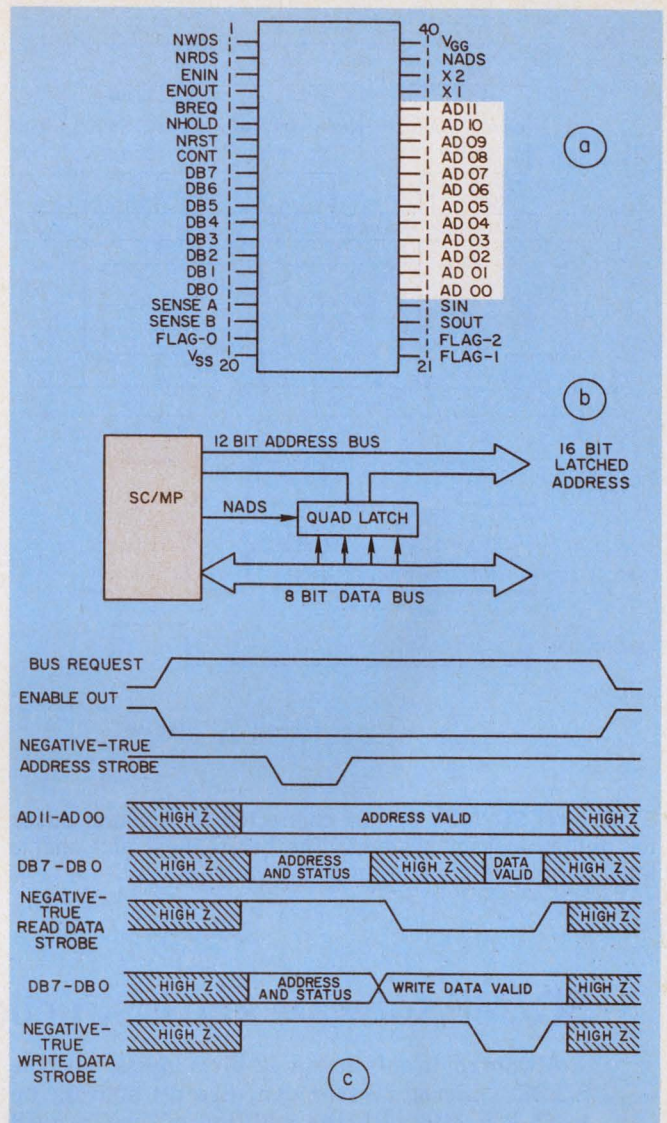 1
40
NWDS
NRDS
ENIN
ENOUT
BREQ
NHOLD
NRST
CONT
DB7
DB6
DB5
DB4
DB3
DB2
DB1
DB0
SENSE A
SENSE B
FLAG-0
VSS 20
VGG
NADS
X2
X1
AD11
AD10
AD09
AD08
AD07
AD06
AD05
AD04
AD03
AD02
AD01
AD00
SIN
SOUT
FLAG-2
21 FLAG-1
a
b
12 BIT ADDRESS BUS
16 BIT
LATCHED
ADDRESS
SC/MP
NADS
QUAD LATCH
8 BIT DATA BUS
BUS REQUEST
ENABLE OUT
NEGATIVE-TRUE
ADDRESS STROBE
AD11-AD00
HIGH Z
ADDRESS VALID
HIGH Z
DB7-DB0
HIGH Z
ADDRESS
AND STATUS
HIGH Z
DATA
VALID
HIGH Z
NEGATIVE-
TRUE
READ DATA
STROBE
HIGH Z
HIGH Z
DB7-DB0
HIGH Z
ADDRESS
AND STATUS
WRITE DATA VALID
HIGH Z
NEGATIVE-
TRUE
WRITE DATA
STROBE
HIGH Z
HIGH Z
c